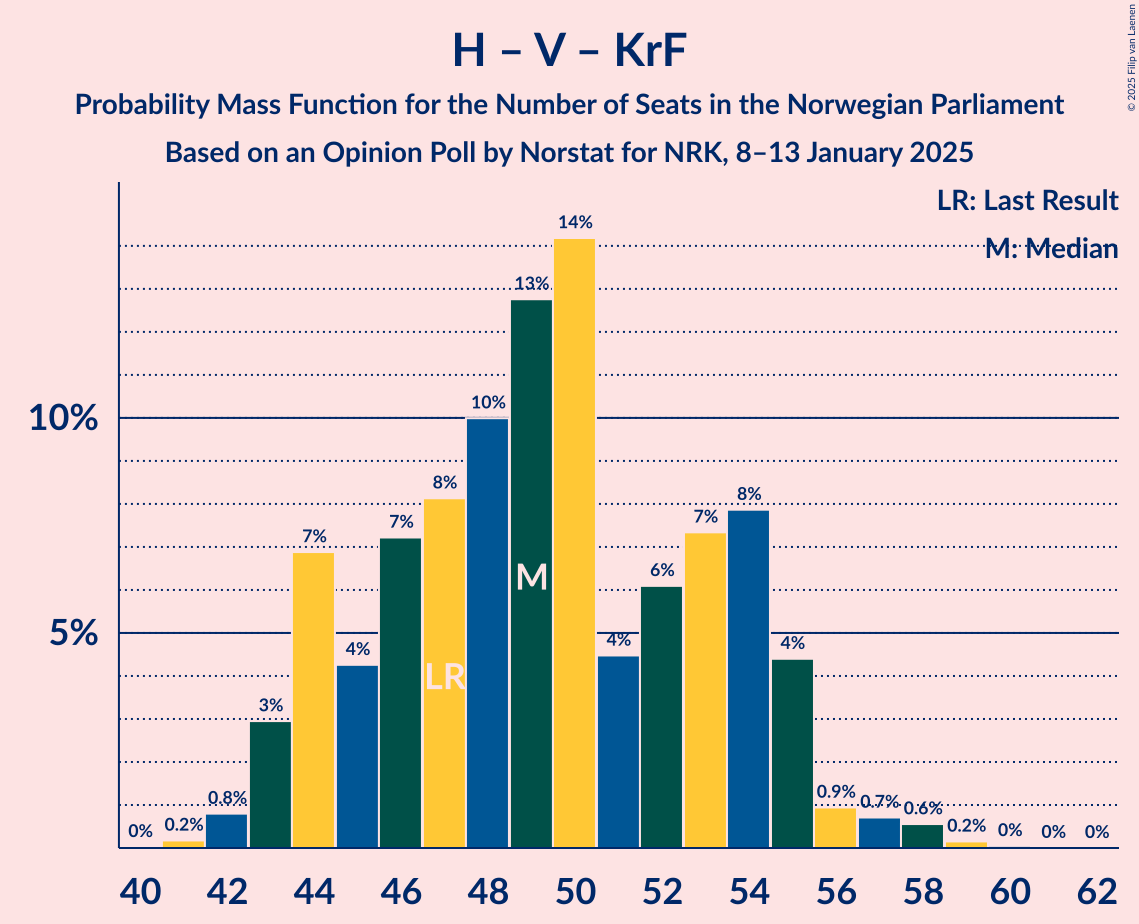 H – V – KrF
Probability Mass Function for the Number of Seats in the Norwegian Parliament
Based on an Opinion Poll by Norstat for NRK, 8–13 January 2025
© 2025 Filip van Laenen
LR: Last Result
M: Median
10%
5%
0%
0.2%
0.8%
3%
7%
4%
7%
8%
10%
13%
14%
4%
6%
7%
8%
4%
0.9%
0.7%
0.6%
0.2%
0%
0%
0%
LR
M
40 42 44 46 48 50 52 54 56 58 60 62